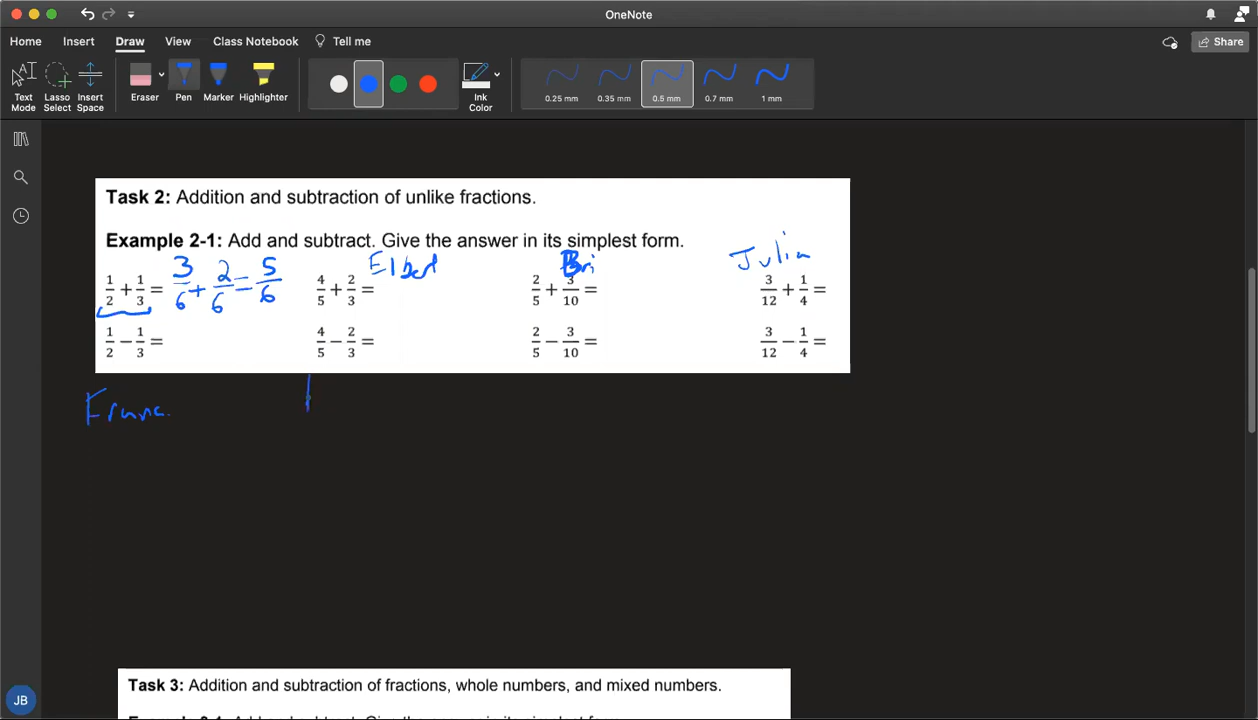 OneNote
Home Insert Draw View Class Notebook Tell me
Share
Text Mode
Lasso Select
Insert Space
Eraser
Pen
Marker
Highlighter
Ink Color
0.25 mm
0.35 mm
0.5 mm
0.7 mm
1 mm
Task 2: Addition and subtraction of unlike fractions.
Example 2-1: Add and subtract. Give the answer in its simplest form.
Elbert Bri Julia
1/2 + 1/3 = 3/6 + 2/6 = 5/6 4/5 + 2/3 = 2/5 + 3/10 = 3/12 + 1/4 =
1/2 − 1/3 = 4/5 − 2/3 = 2/5 − 3/10 = 3/12 − 1/4 =
Franc
JB
Task 3: Addition and subtraction of fractions, whole numbers, and mixed numbers.